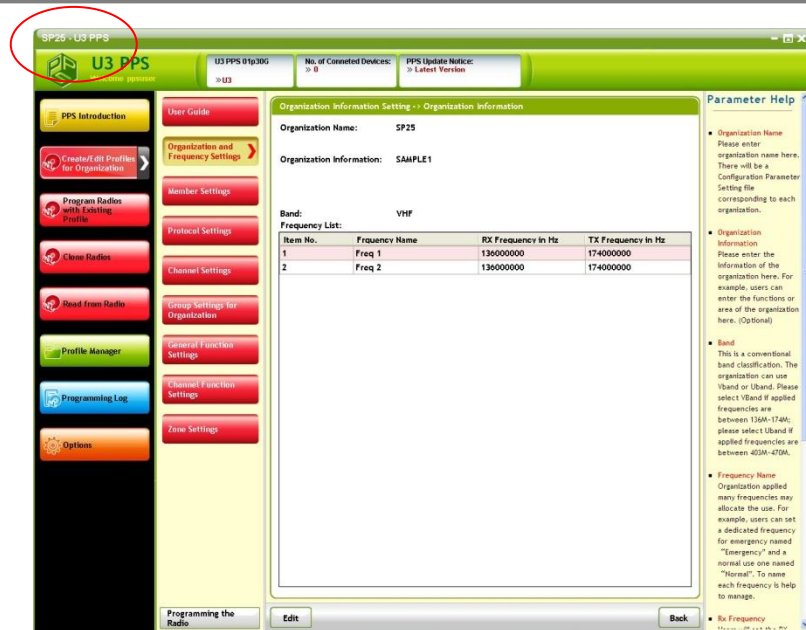 SP25 - U3 PPS
U3 PPS
Welcome ppsuser
U3 PPS 01p30G
» U3
No. of Conneted Devices:
» 0
PPS Update Notice:
» Latest Version
PPS Introduction
Create/Edit Profiles
for Organization
Program Radios
with Existing
Profile
Clone Radios
Read from Radio
Profile Manager
Programming Log
Options
User Guide
Organization and
Frequency Settings
Member Settings
Protocol Settings
Channel Settings
Group Settings for
Organization
General Function
Settings
Channel Function
Settings
Zone Settings
Programming the
Radio
Organization Information Setting -> Organization Information
Organization Name: SP25
Organization Information: SAMPLE1
Band: VHF
Frequency List:
Item No. Frquency Name RX Frequency in Hz TX Frequency in Hz
1 Freq 1 136000000 174000000
2 Freq 2 136000000 174000000
Edit
Back
Parameter Help
Organization Name
Please enter
organization name here.
There will be a
Configuration Parameter
Setting file
corresponding to each
organization.
Organization
Information
Please enter the
information of the
organization here. For
example, users can
enter the functions or
area of the organization
here. (Optional)
Band
This is a conventional
band classification. The
organization can use
Vband or Uband. Please
select VBand if applied
frequencies are
between 136M-174M;
please select Uband if
applied frequencies are
between 403M-470M.
Frequency Name
Organization applied
many frequencies may
allocate the use. For
example, users can set
a dedicated frequency
for emergency named
"Emergency" and a
normal use one named
"Normal". To name
each frequency is help
to manage.
Rx Frequency